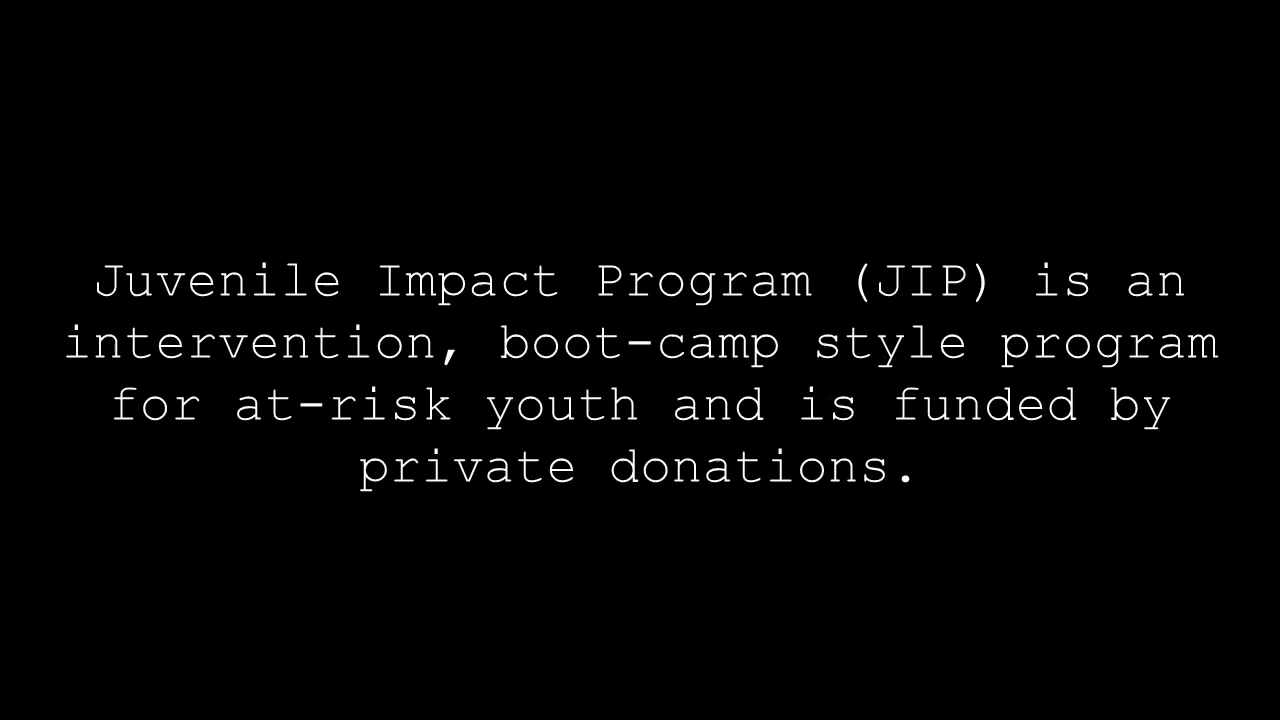 Juvenile Impact Program (JIP) is an
intervention, boot-camp style program
for at-risk youth and is funded by
private donations.